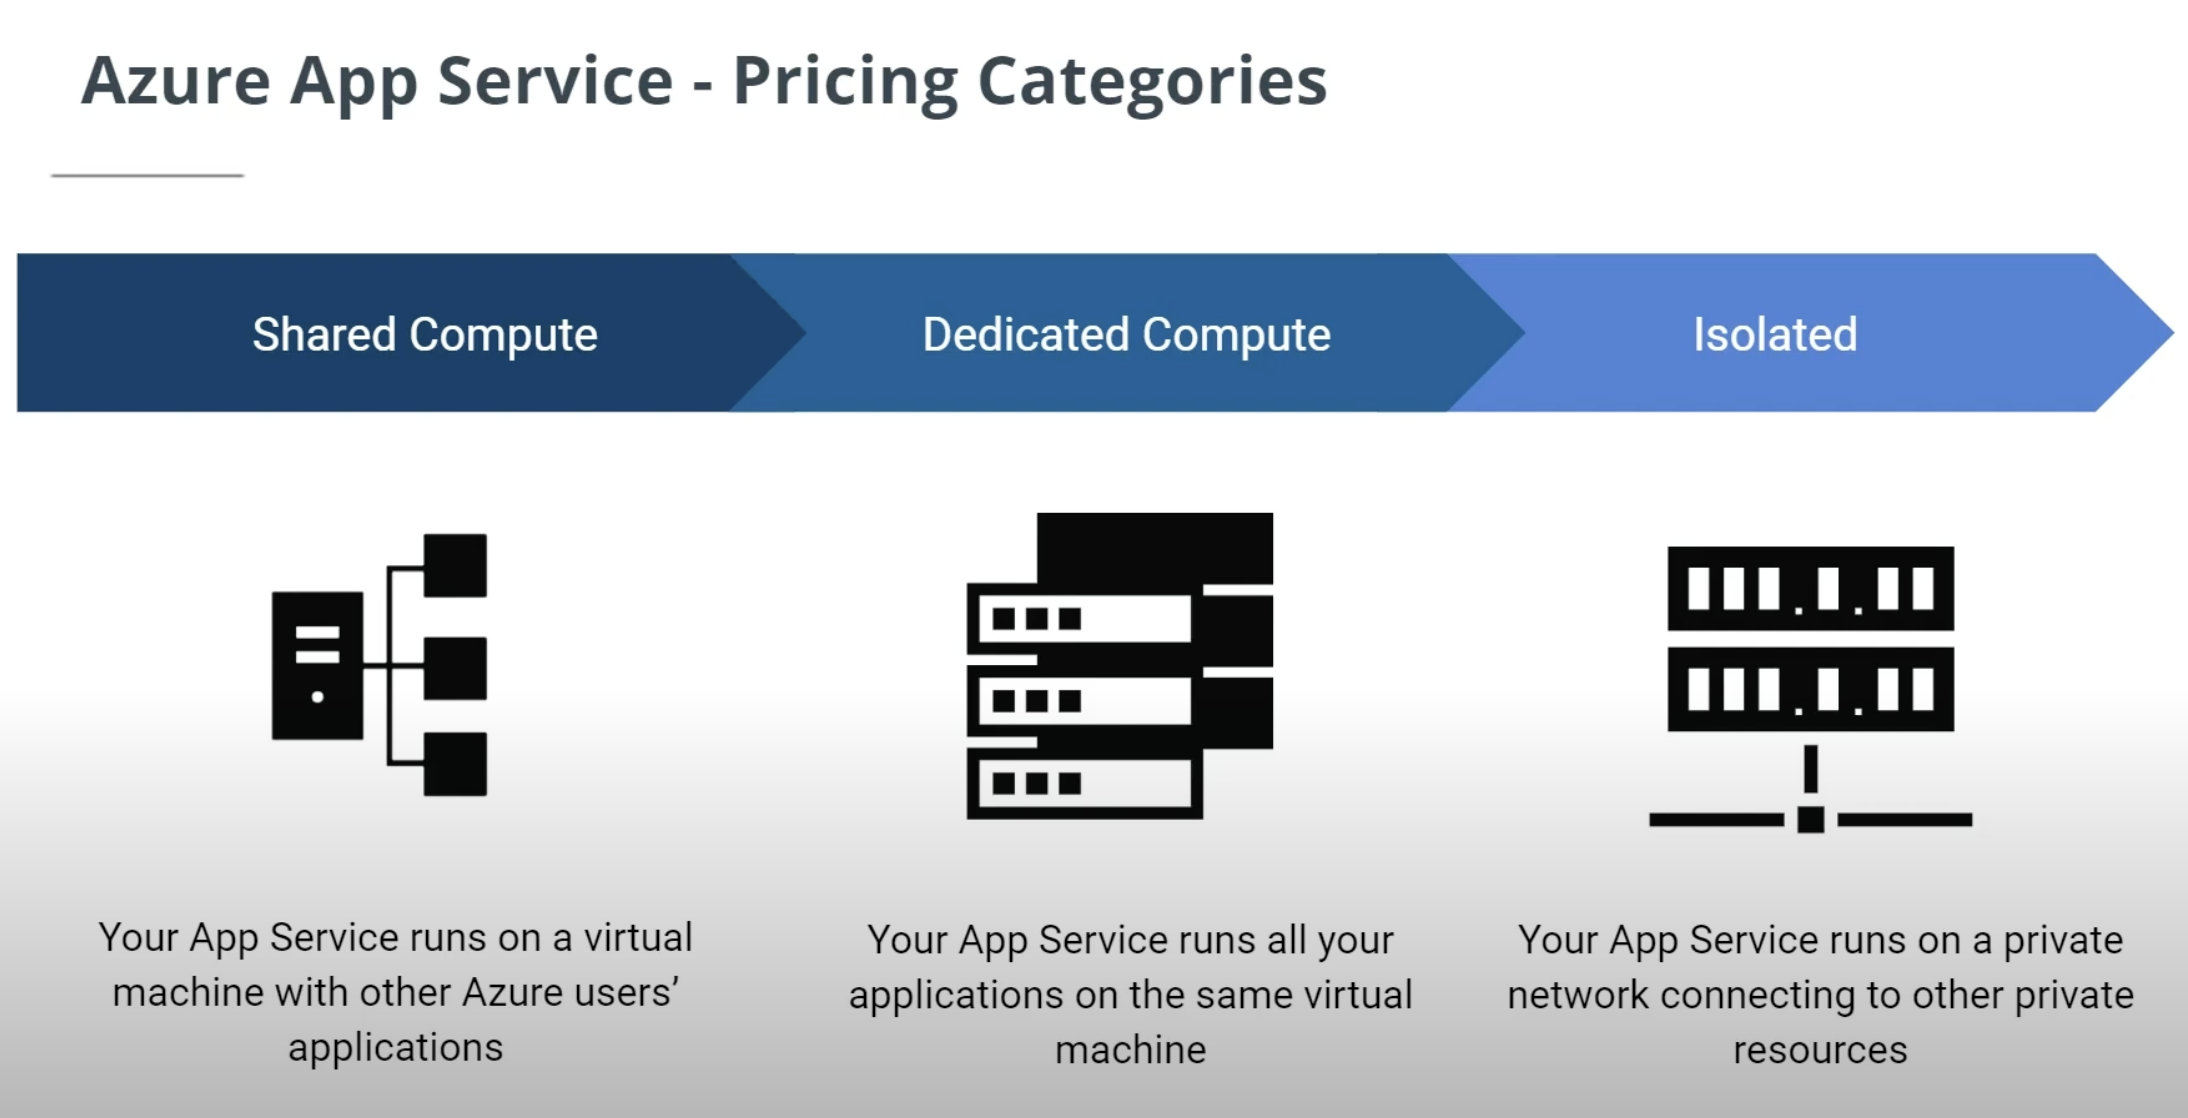 Azure App Service - Pricing Categories
Shared Compute
Dedicated Compute
Isolated
Your App Service runs on a virtual
machine with other Azure users’
applications
Your App Service runs all your
applications on the same virtual
machine
Your App Service runs on a private
network connecting to other private
resources